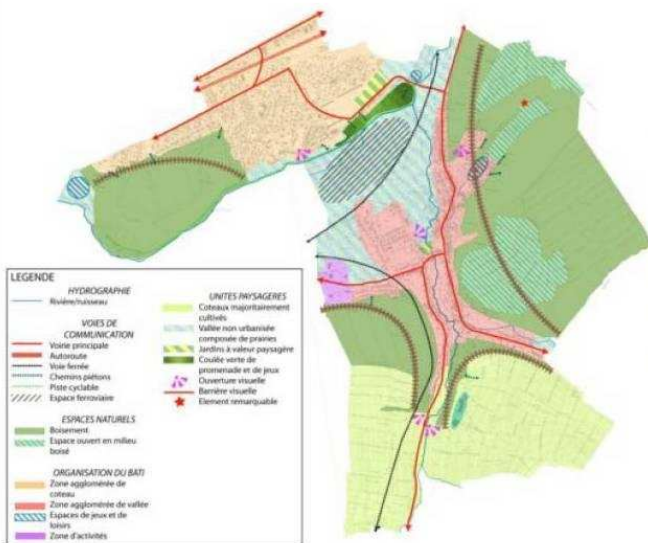 LEGENDE
HYDROGRAPHIE
Rivière/ruisseau
VOIES DE
COMMUNICATION
Voirie principale
Autoroute
Voie ferrée
Chemins piétons
Piste cyclable
Espace ferroviaire
ESPACES NATURELS
Boisement
Espace ouvert en milieu
boisé
ORGANISATION DU BATI
Zone agglomérée de
coteau
Zone agglomérée de vallée
Espaces de jeux et de
loisirs
Zone d'activités
UNITES PAYSAGERES
Coteaux majoritairement
cultivés
Vallée non urbanisée
composée de prairies
Jardins à valeur paysagère
Coulée verte de
promenade et de jeux
Ouverture visuelle
Barrière visuelle
Element remarquable